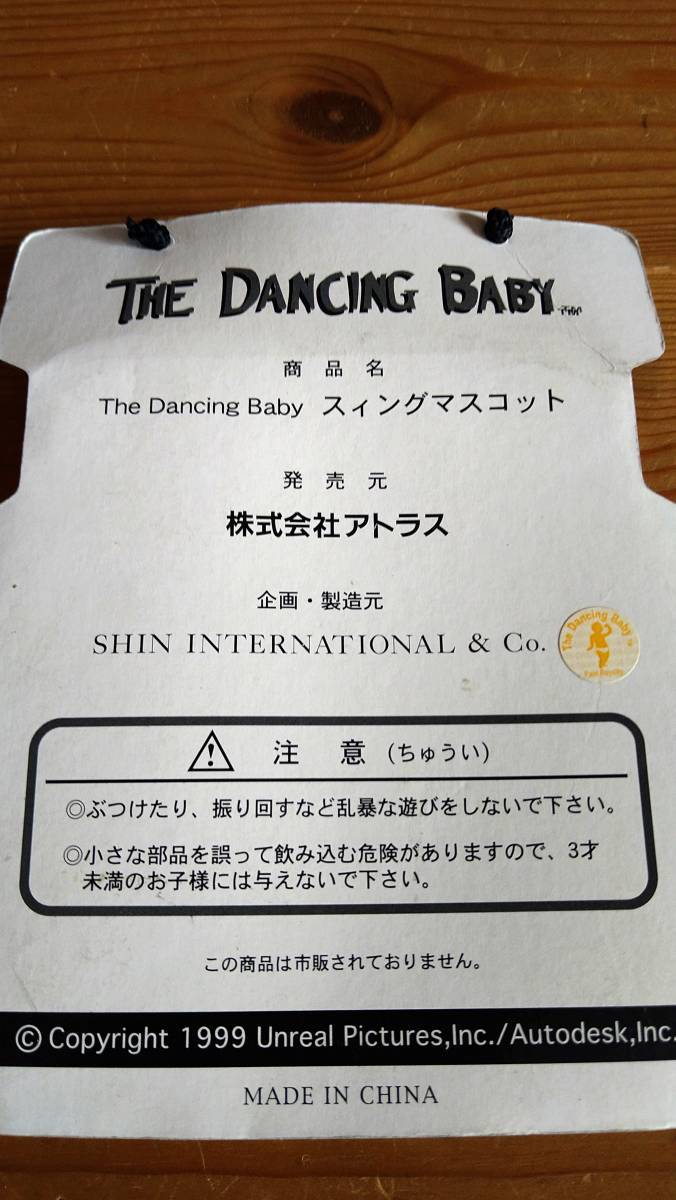 THE DANCING BABY TM
商品名
The Dancing Baby スィングマスコット
発売元
株式会社アトラス
企画・製造元
SHIN INTERNATIONAL & Co.
The Dancing Baby
注意(ちゅうい)
◎ぶつけたり、振り回すなど乱暴な遊びをしないで下さい。
◎小さな部品を誤って飲み込む危険がありますので、3才
未満のお子様には与えないで下さい。
この商品は市販されておりません。
© Copyright 1999 Unreal Pictures,Inc./Autodesk,Inc.
MADE IN CHINA